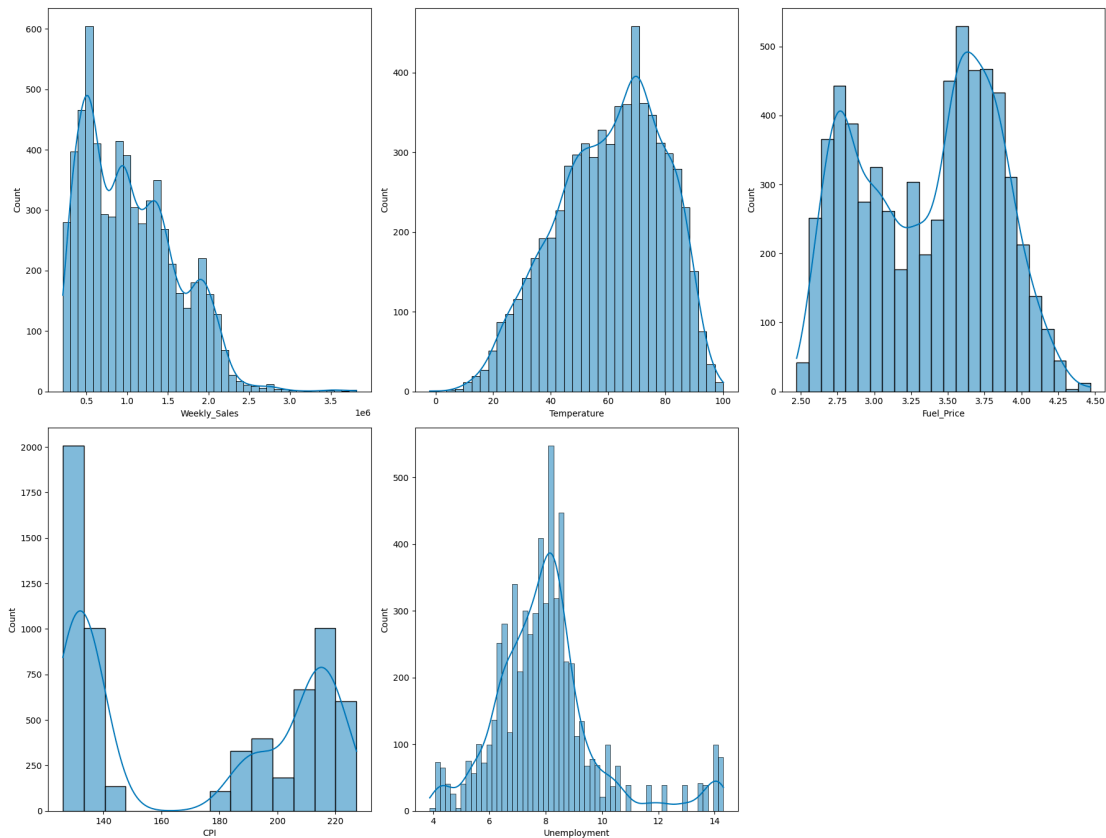 600
500
400
300
200
100
0
Count
0.5 1.0 1.5 2.0 2.5 3.0 3.5
1e6
Weekly_Sales
400
300
200
100
0
Count
0 20 40 60 80 100
Temperature
500
400
300
200
100
0
Count
2.50 2.75 3.00 3.25 3.50 3.75 4.00 4.25 4.50
Fuel_Price
2000
1750
1500
1250
1000
750
500
250
0
Count
140 160 180 200 220
CPI
500
400
300
200
100
0
Count
4 6 8 10 12 14
Unemployment